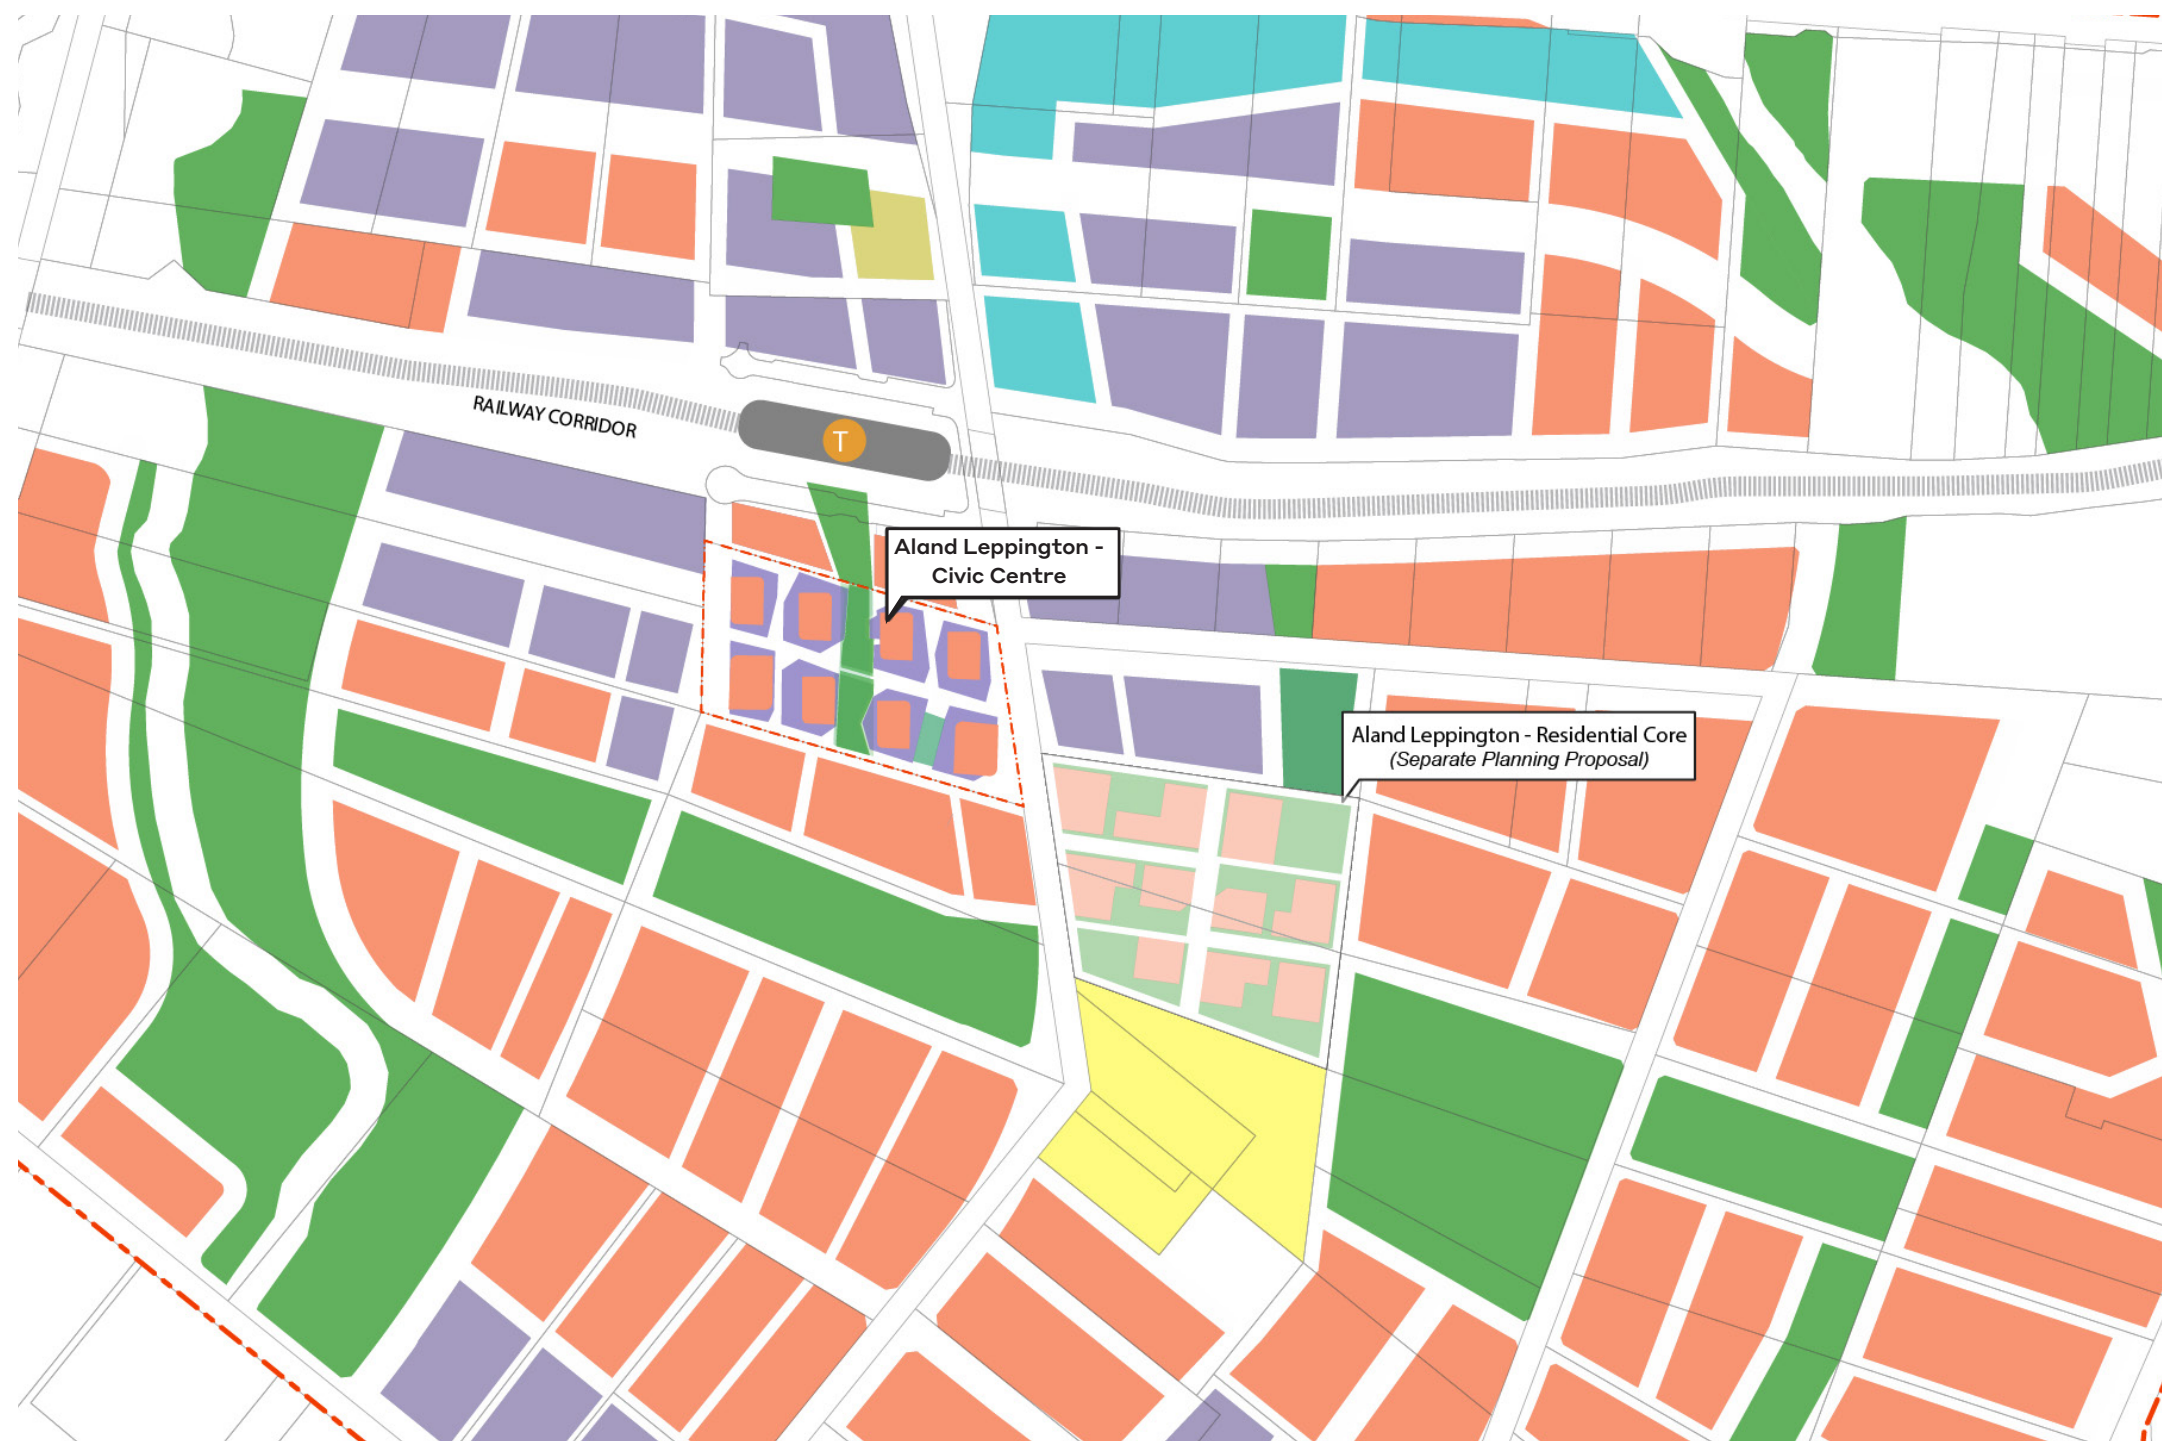 RAILWAY CORRIDOR
T
Aland Leppington -
Civic Centre
Aland Leppington - Residential Core
(Separate Planning Proposal)